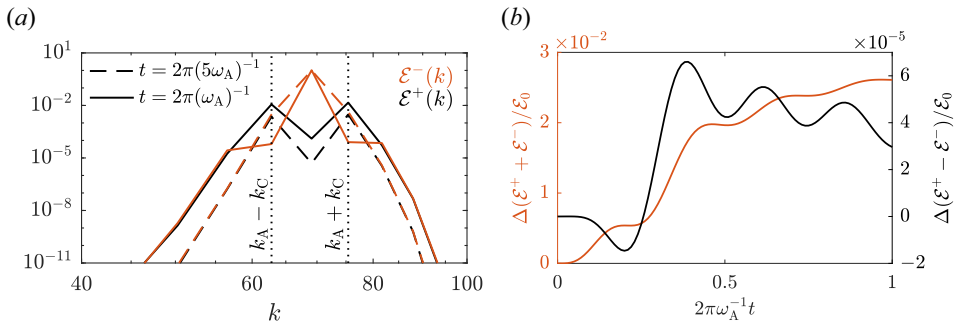 (a)
10^1
10^{-2}
10^{-5}
10^{-8}
10^{-11}
t = 2π(5ω_A)^{-1}
t = 2π(ω_A)^{-1}
ℰ^−(k)
ℰ^+(k)
k_A − k_C
k_A + k_C
40
60
80
100
k
(b)
×10^{−2}
×10^{−5}
3
2
1
0
Δ(ℰ^+ + ℰ^−)/ℰ_0
6
4
2
0
−2
Δ(ℰ^+ − ℰ^−)/ℰ_0
0
0.5
1
2πω_A^{-1}t